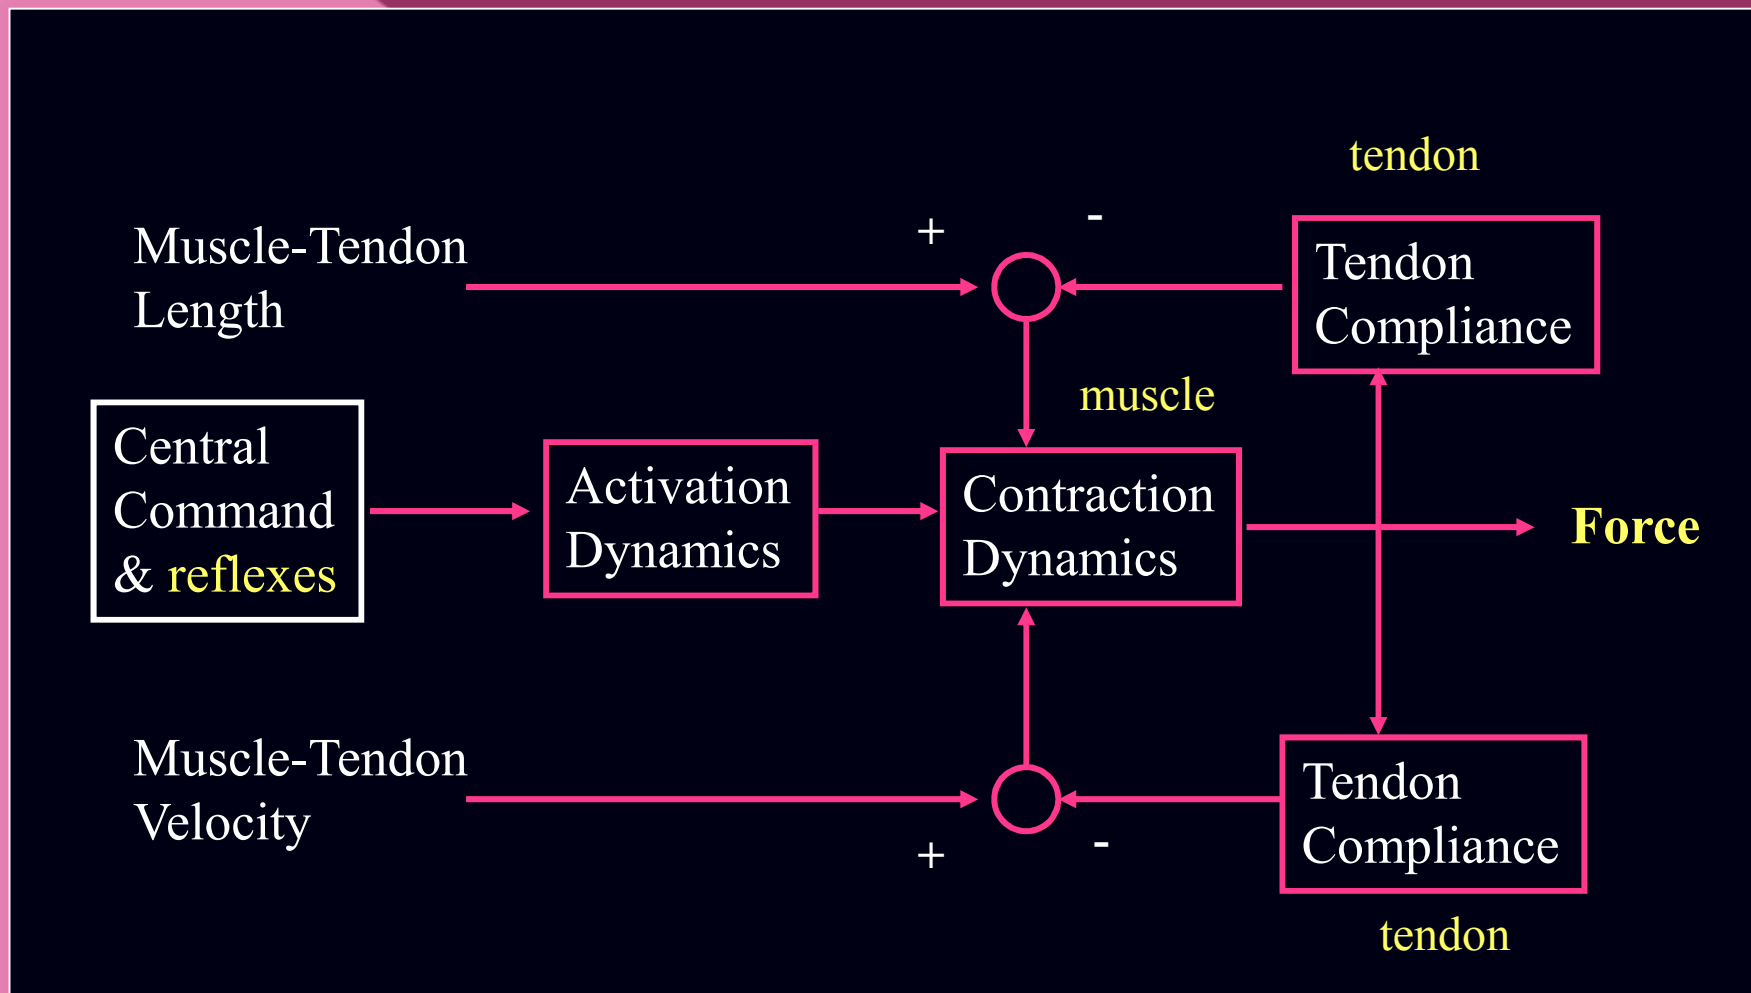 tendon
+
-
Muscle-Tendon
Length
Tendon
Compliance
muscle
Central
Command
& reflexes
Activation
Dynamics
Contraction
Dynamics
Force
Muscle-Tendon
Velocity
+
-
Tendon
Compliance
tendon